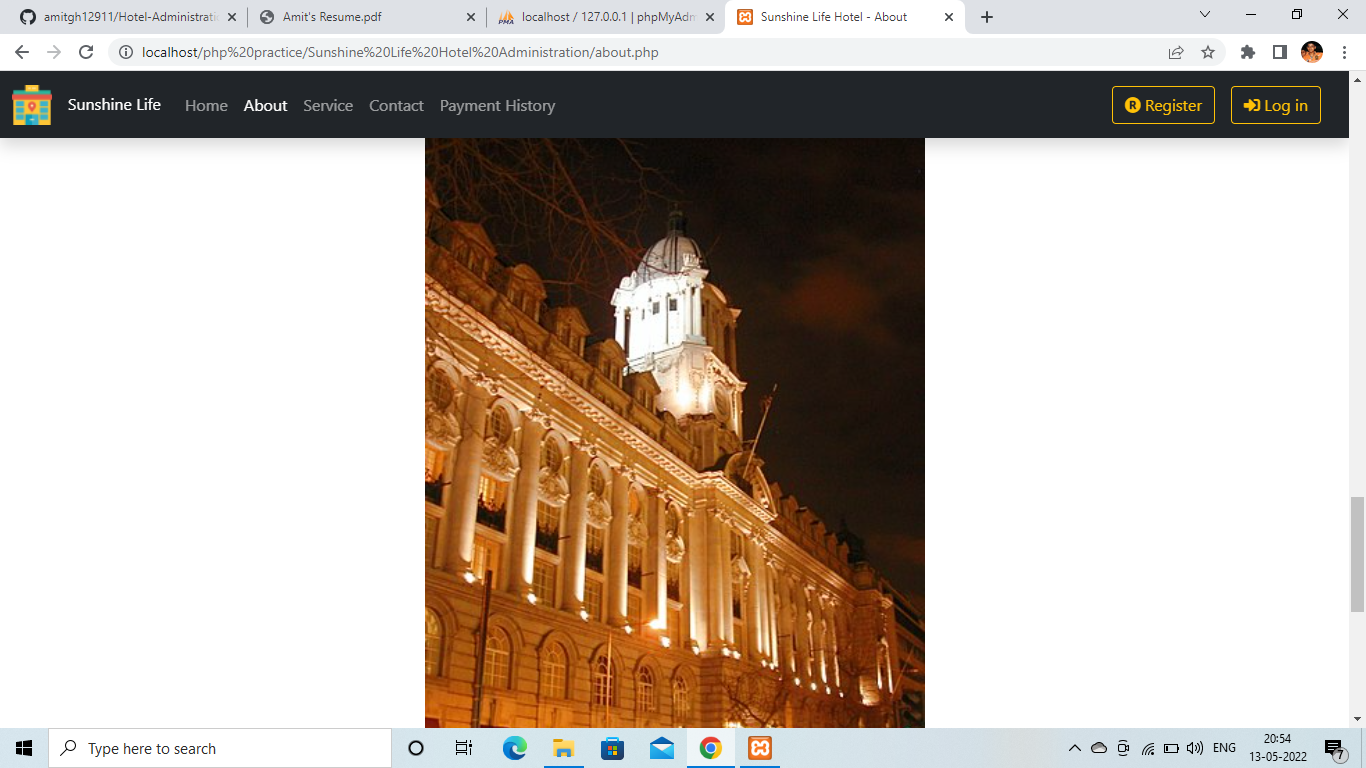 amitgh12911/Hotel-Administrati
Amit's Resume.pdf
localhost / 127.0.0.1 | phpMyAdm
Sunshine Life Hotel - About
localhost/php%20practice/Sunshine%20Life%20Hotel%20Administration/about.php
Sunshine Life Home About Service Contact Payment History
R Register
Log in
Type here to search
ENG
20:54
13-05-2022
7